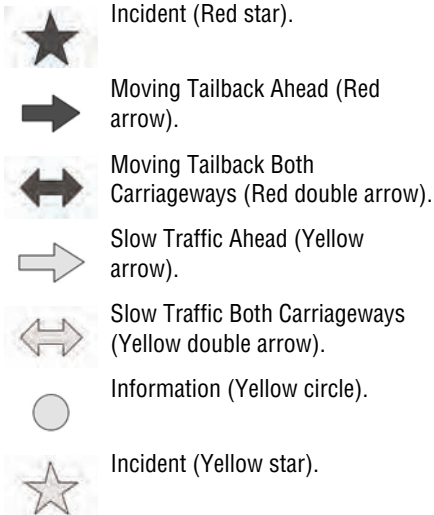 Incident (Red star).
Moving Tailback Ahead (Red
arrow).
Moving Tailback Both
Carriageways (Red double arrow).
Slow Traffic Ahead (Yellow
arrow).
Slow Traffic Both Carriageways
(Yellow double arrow).
Information (Yellow circle).
Incident (Yellow star).